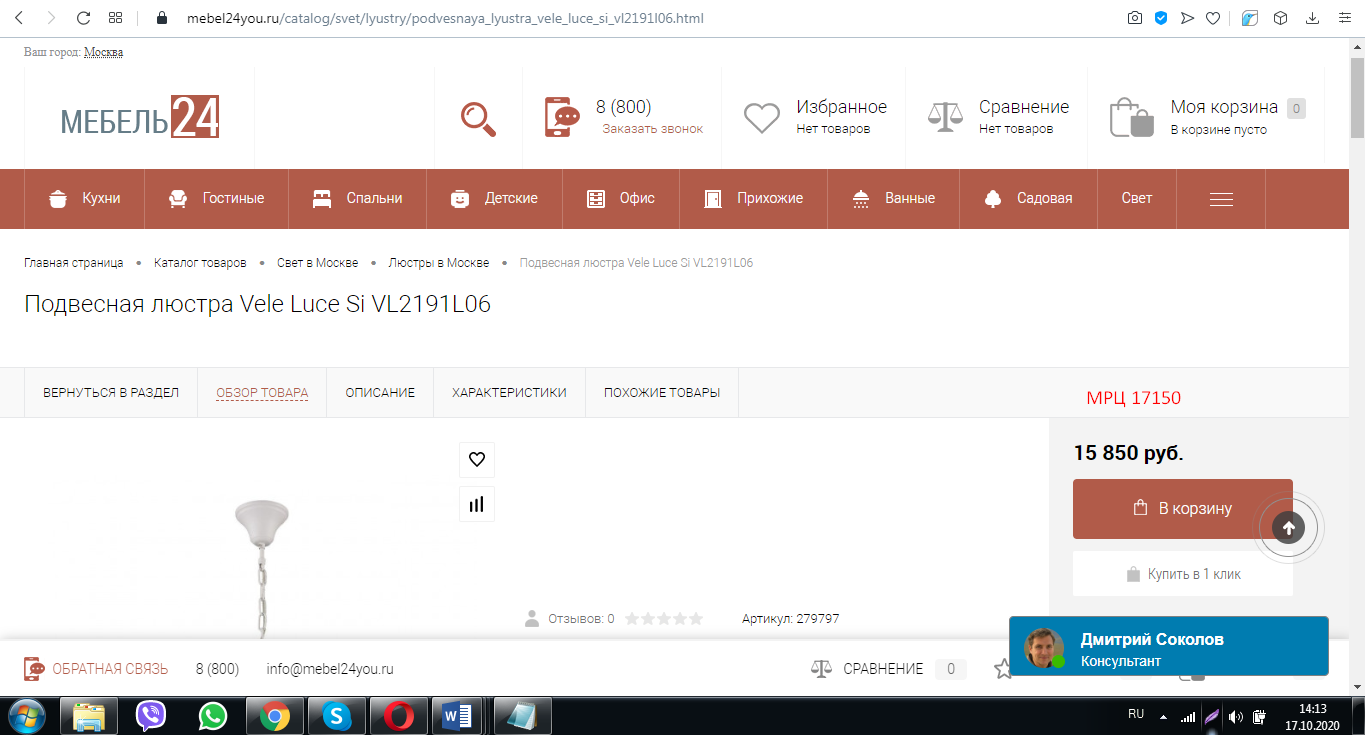 mebel24you.ru/catalog/svet/lyustry/podvesnaya_lyustra_vele_luce_si_vl2191l06.html
Ваш город: Москва
МЕБЕЛЬ24
8 (800)
Заказать звонок
Избранное
Нет товаров
Сравнение
Нет товаров
Моя корзина 0
В корзине пусто
Кухни Гостиные Спальни Детские Офис Прихожие Ванные Садовая Свет
Главная страница • Каталог товаров • Свет в Москве • Люстры в Москве • Подвесная люстра Vele Luce Si VL2191L06
Подвесная люстра Vele Luce Si VL2191L06
ВЕРНУТЬСЯ В РАЗДЕЛ ОБЗОР ТОВАРА ОПИСАНИЕ ХАРАКТЕРИСТИКИ ПОХОЖИЕ ТОВАРЫ
МРЦ 17150
15 850 руб.
В корзину
Купить в 1 клик
Отзывов: 0 Артикул: 279797
Дмитрий Соколов
Консультант
ОБРАТНАЯ СВЯЗЬ 8 (800) info@mebel24you.ru СРАВНЕНИЕ 0
RU
14:13
17.10.2020